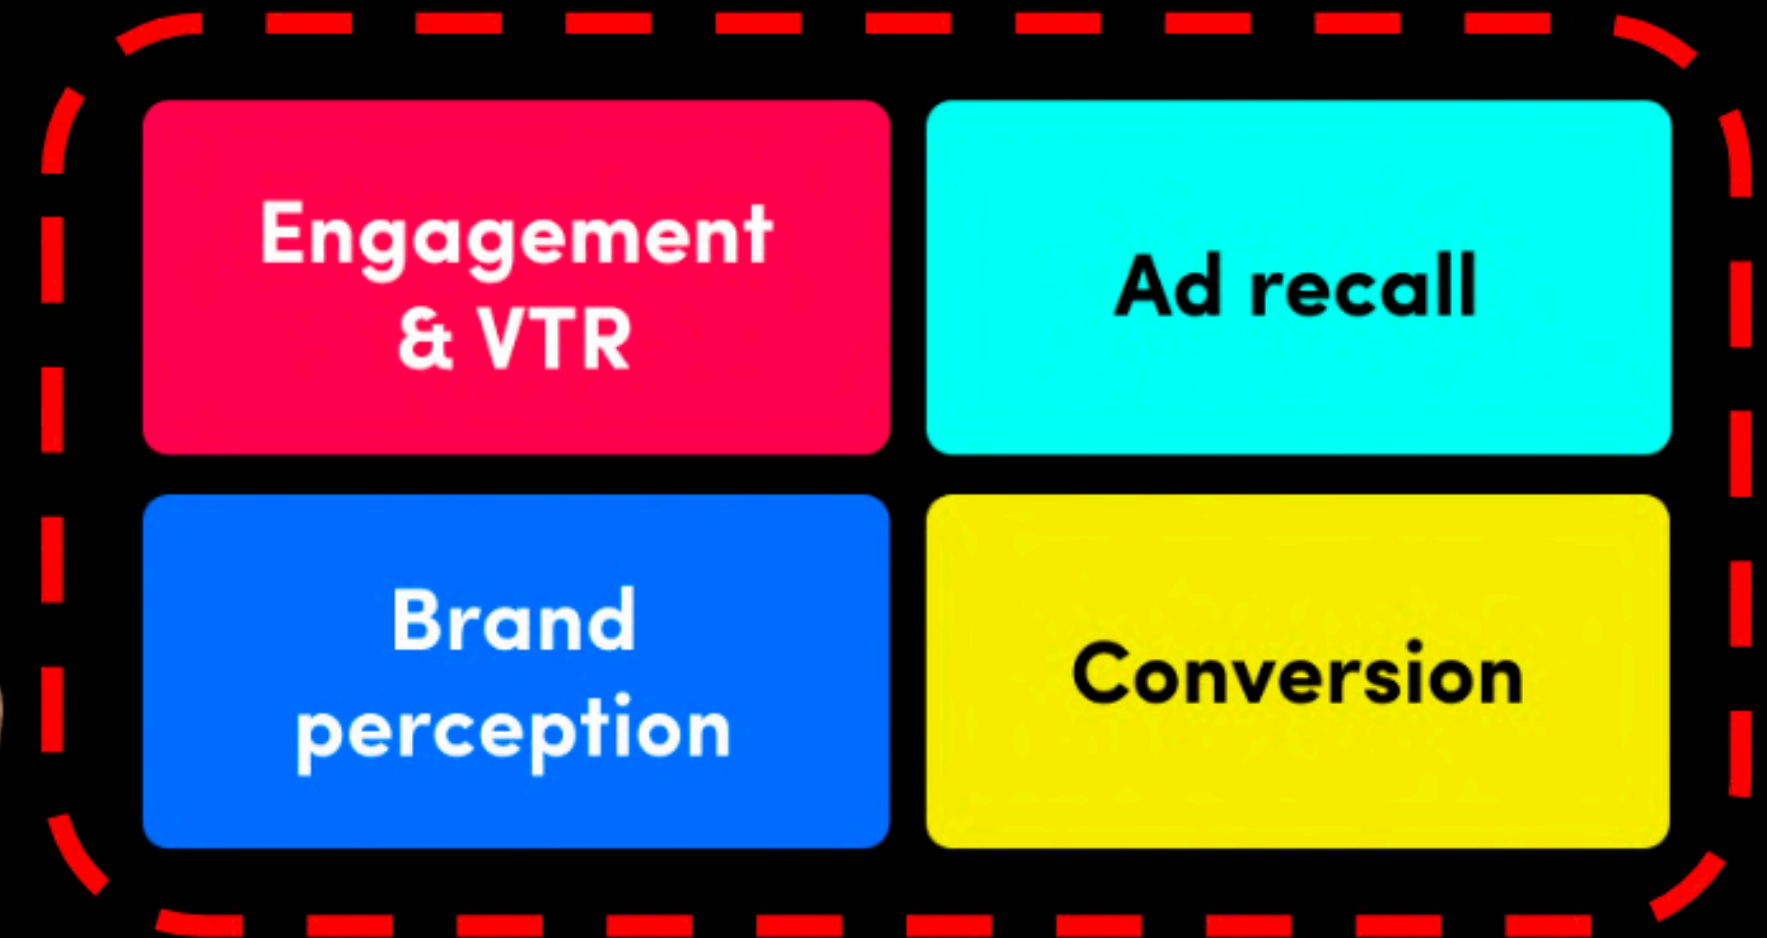 Engagement
& VTR
Ad recall
Brand
perception
Conversion